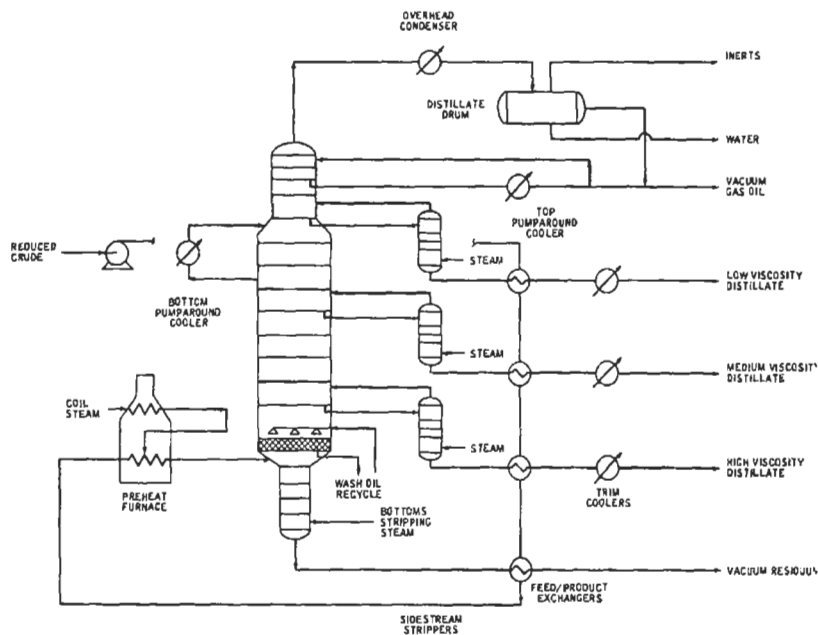 OVERHEAD
CONDENSER
INERTS
DISTILLATE
DRUM
WATER
VACUUM
GAS OIL
TOP
PUMPAROUND
COOLER
REDUCED
CRUDE
STEAM
LOW VISCOSITY
DISTILLATE
BOTTOM
PUMPAROUND
COOLER
STEAM
MEDIUM VISCOSITY
DISTILLATE
COIL
STEAM
STEAM
HIGH VISCOSITY
DISTILLATE
WASH OIL
RECYCLE
TRIM
COOLERS
PREHEAT
FURNACE
BOTTOMS
STRIPPING
STEAM
VACUUM RESIDUUM
FEED/PRODUCT
EXCHANGERS
SIDESTREAM
STRIPPERS